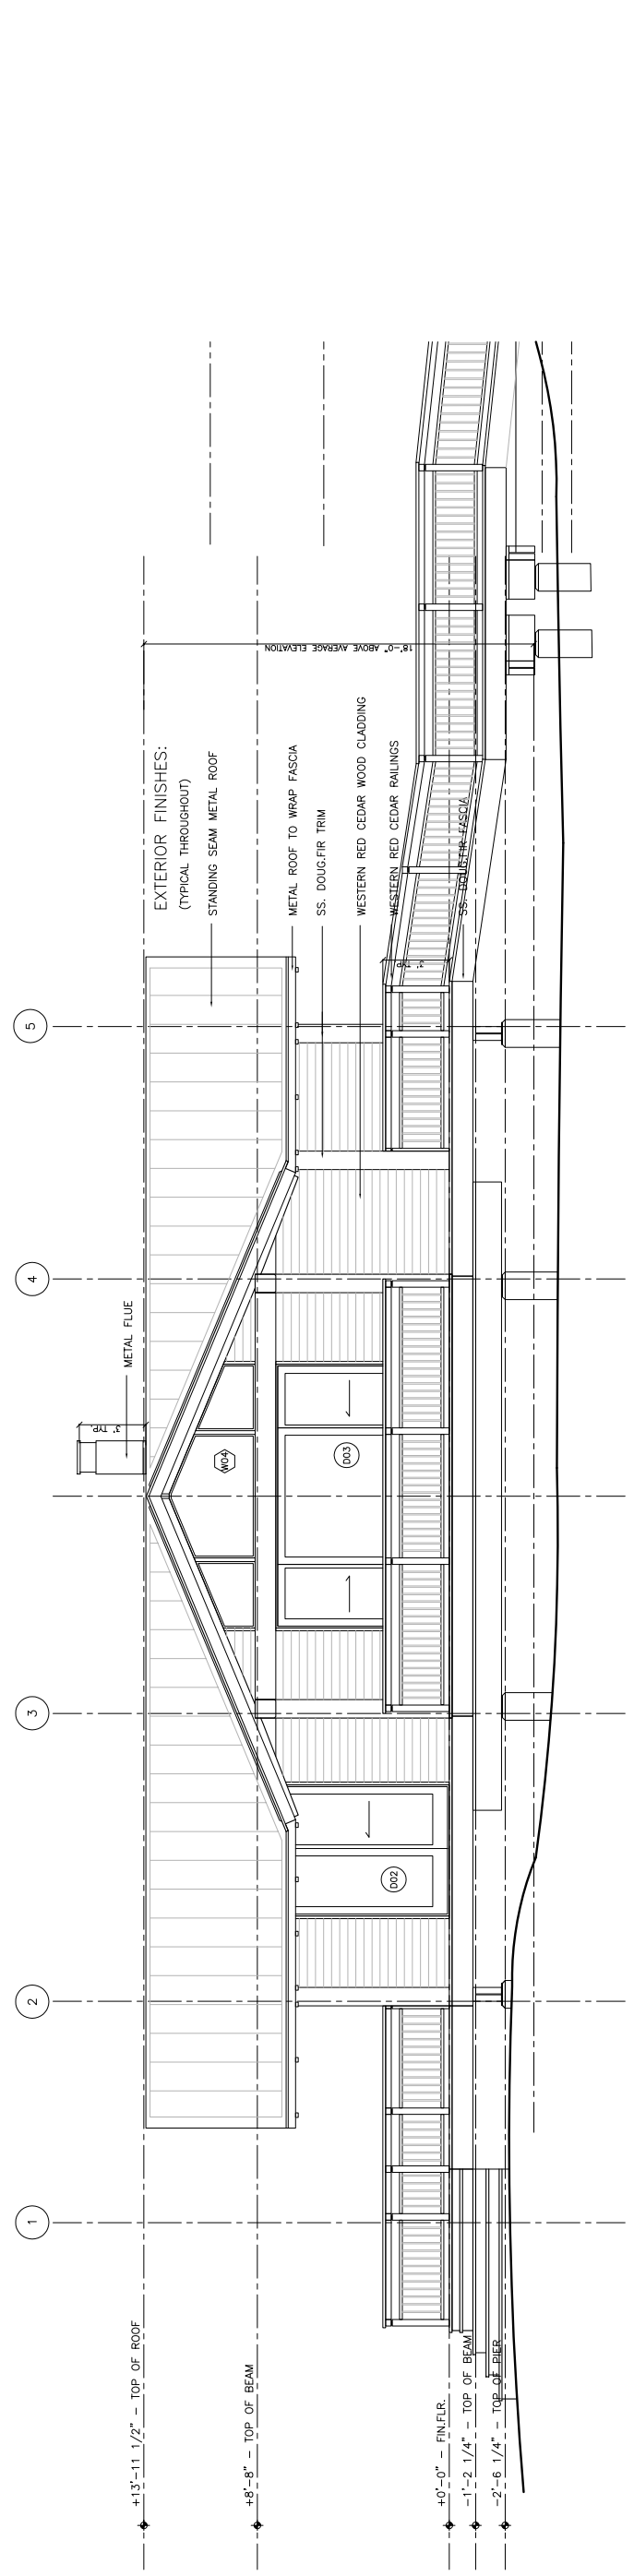 1
2
3
4
5
METAL FLUE
3' TYP.
EXTERIOR FINISHES:
(TYPICAL THROUGHOUT)
STANDING SEAM METAL ROOF
METAL ROOF TO WRAP FASCIA
SS. DOUG.FIR TRIM
WESTERN RED CEDAR WOOD CLADDING
WESTERN RED CEDAR RAILINGS
SS. DOUG.FIR FASCIA
18'-0" ABOVE AVERAGE ELEVATION
W04
D03
D02
3' TYP.
+13'-11 1/2" - TOP OF ROOF
+8'-8" - TOP OF BEAM
+0'-0" - FIN.FLR.
-1'-2 1/4" - TOP OF BEAM
-2'-6 1/4" - TOP OF PIER